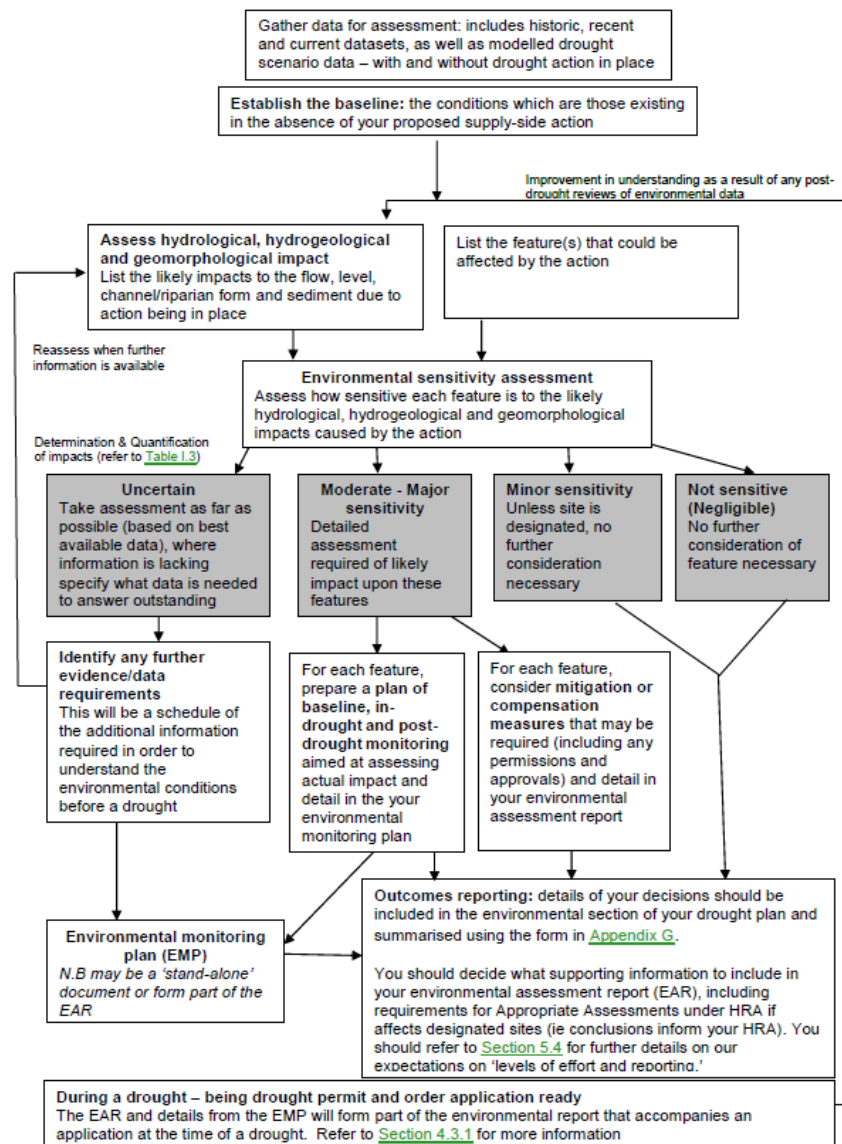 Gather data for assessment: includes historic, recent
and current datasets, as well as modelled drought
scenario data – with and without drought action in place
Establish the baseline: the conditions which are those existing
in the absence of your proposed supply-side action
Improvement in understanding as a result of any post-
drought reviews of environmental data
Assess hydrological, hydrogeological
and geomorphological impact
List the likely impacts to the flow, level,
channel/riparian form and sediment due to
action being in place
List the feature(s) that could be
affected by the action
Reassess when further
information is available
Environmental sensitivity assessment
Assess how sensitive each feature is to the likely
hydrological, hydrogeological and geomorphological
impacts caused by the action
Determination & Quantification
of impacts (refer to Table I.3)
Uncertain
Take assessment as far as
possible (based on best
available data), where
information is lacking
specify what data is needed
to answer outstanding
Moderate - Major
sensitivity
Detailed
assessment
required of likely
impact upon these
features
Minor sensitivity
Unless site is
designated, no
further
consideration
necessary
Not sensitive
(Negligible)
No further
consideration of
feature necessary
Identify any further
evidence/data
requirements
This will be a schedule of
the additional information
required in order to
understand the
environmental conditions
before a drought
For each feature,
prepare a plan of
baseline, in-
drought and post-
drought monitoring
aimed at assessing
actual impact and
detail in the your
environmental
monitoring plan
For each feature,
consider mitigation or
compensation
measures that may be
required (including any
permissions and
approvals) and detail in
your environmental
assessment report
Environmental monitoring
plan (EMP)
N.B may be a ‘stand-alone’
document or form part of the
EAR
Outcomes reporting: details of your decisions should be
included in the environmental section of your drought plan and
summarised using the form in Appendix G.
You should decide what supporting information to include in
your environmental assessment report (EAR), including
requirements for Appropriate Assessments under HRA if
affects designated sites (ie conclusions inform your HRA). You
should refer to Section 5.4 for further details on our
expectations on ‘levels of effort and reporting.’
During a drought – being drought permit and order application ready
The EAR and details from the EMP will form part of the environmental report that accompanies an
application at the time of a drought. Refer to Section 4.3.1 for more information